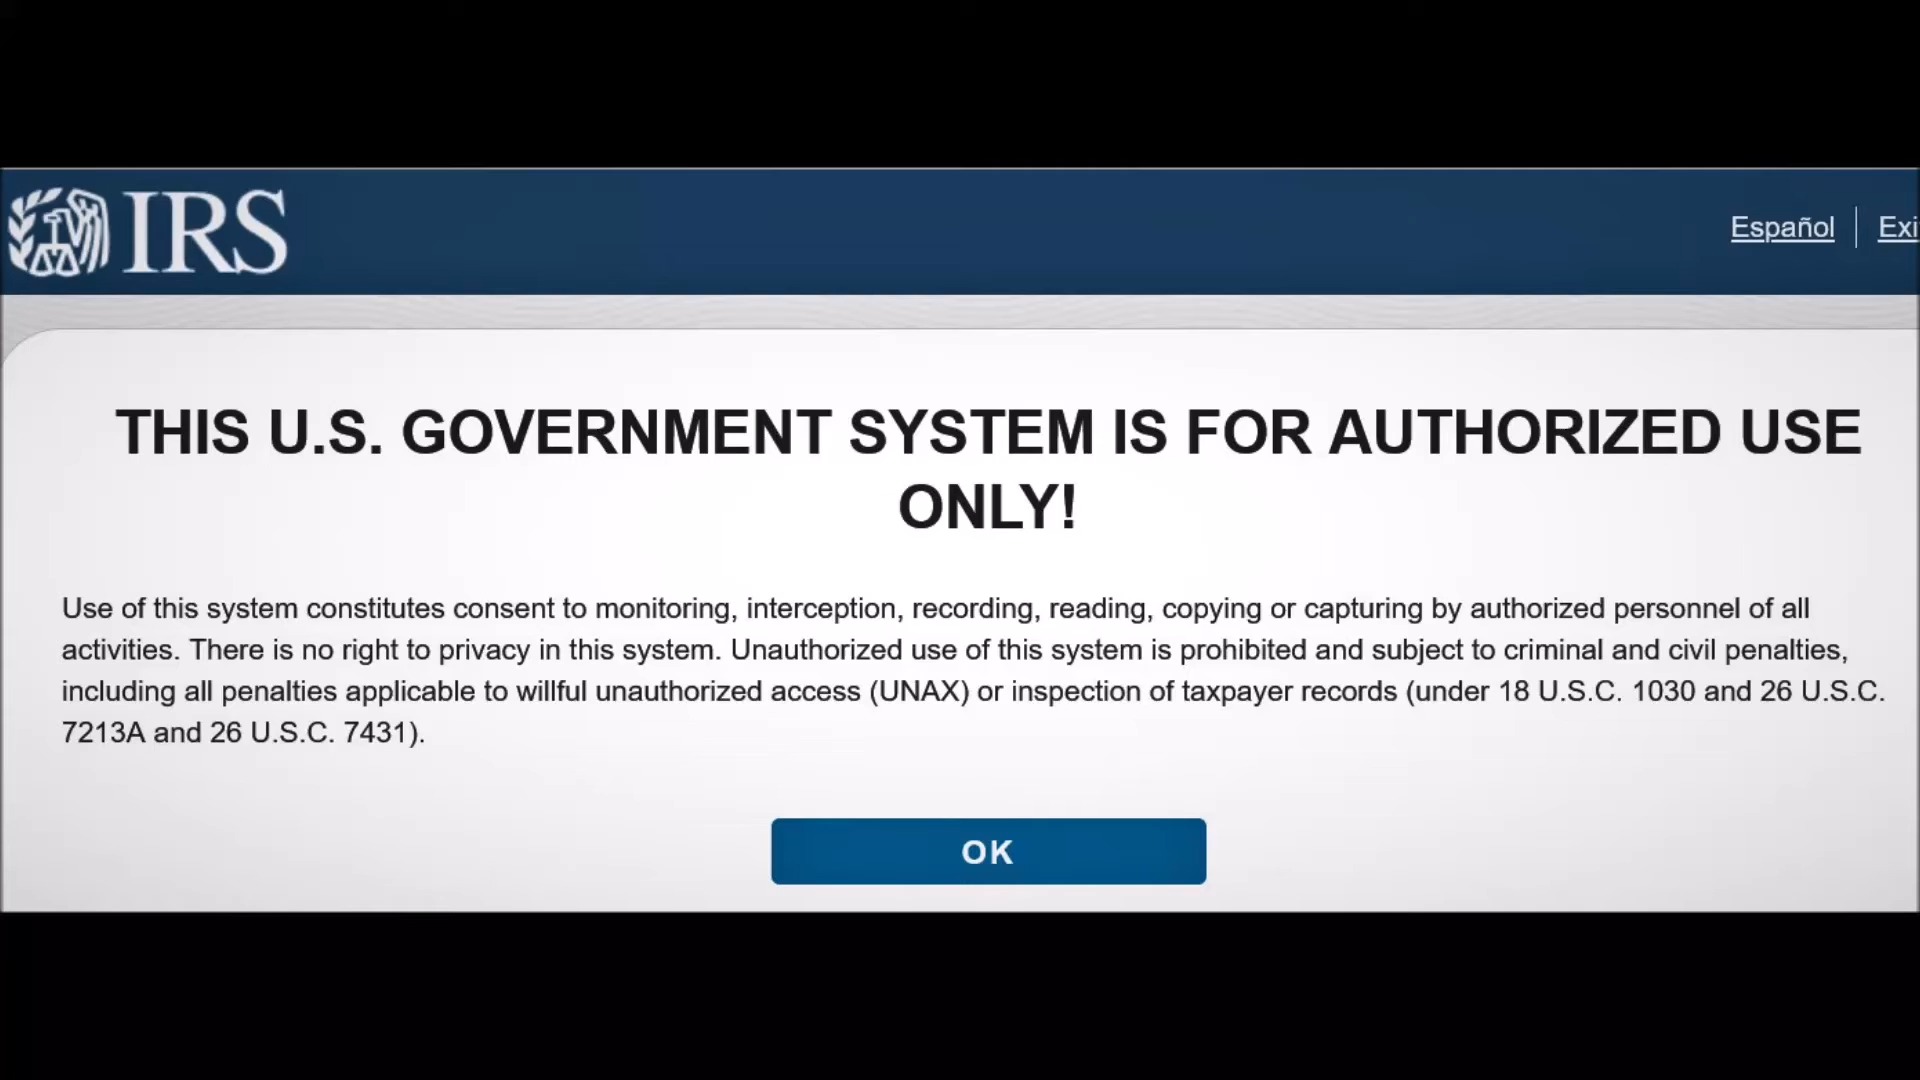 IRS
Español
THIS U.S. GOVERNMENT SYSTEM IS FOR AUTHORIZED USE
ONLY!
Use of this system constitutes consent to monitoring, interception, recording, reading, copying or capturing by authorized personnel of all
activities. There is no right to privacy in this system. Unauthorized use of this system is prohibited and subject to criminal and civil penalties,
including all penalties applicable to willful unauthorized access (UNAX) or inspection of taxpayer records (under 18 U.S.C. 1030 and 26 U.S.C.
7213A and 26 U.S.C. 7431).
OK